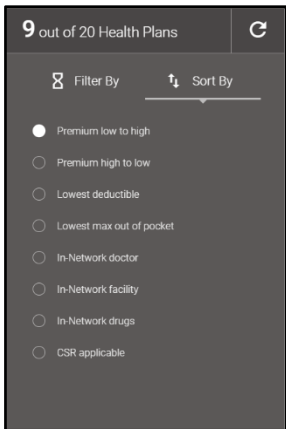 9 out of 20 Health Plans
Filter By Sort By
Premium low to high
Premium high to low
Lowest deductible
Lowest max out of pocket
In-Network doctor
In-Network facility
In-Network drugs
CSR applicable